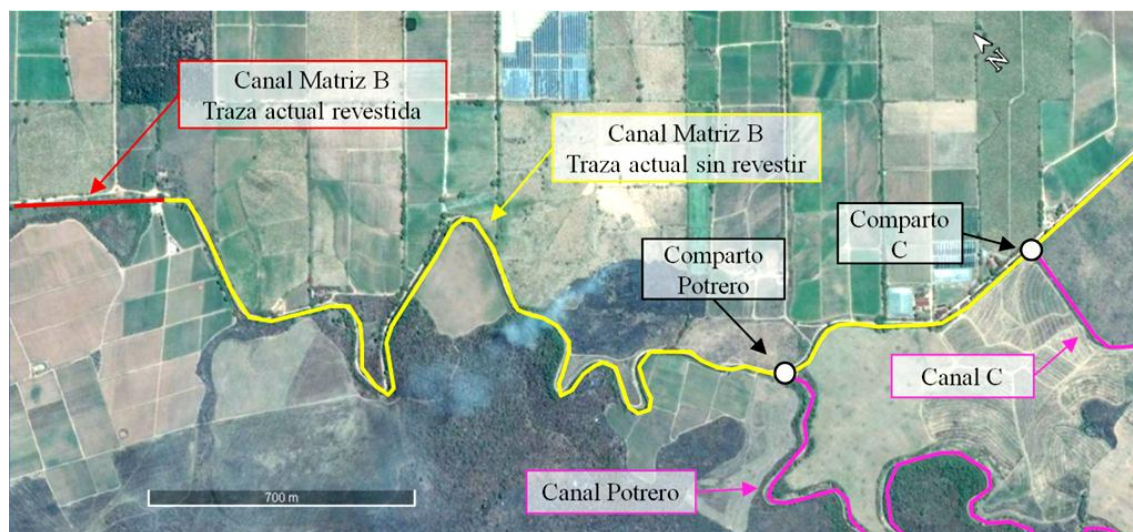 Canal Matriz B
Traza actual revestida
Canal Matriz B
Traza actual sin revestir
N
Comparto
C
Comparto
Potrero
Canal C
Canal Potrero
700 m